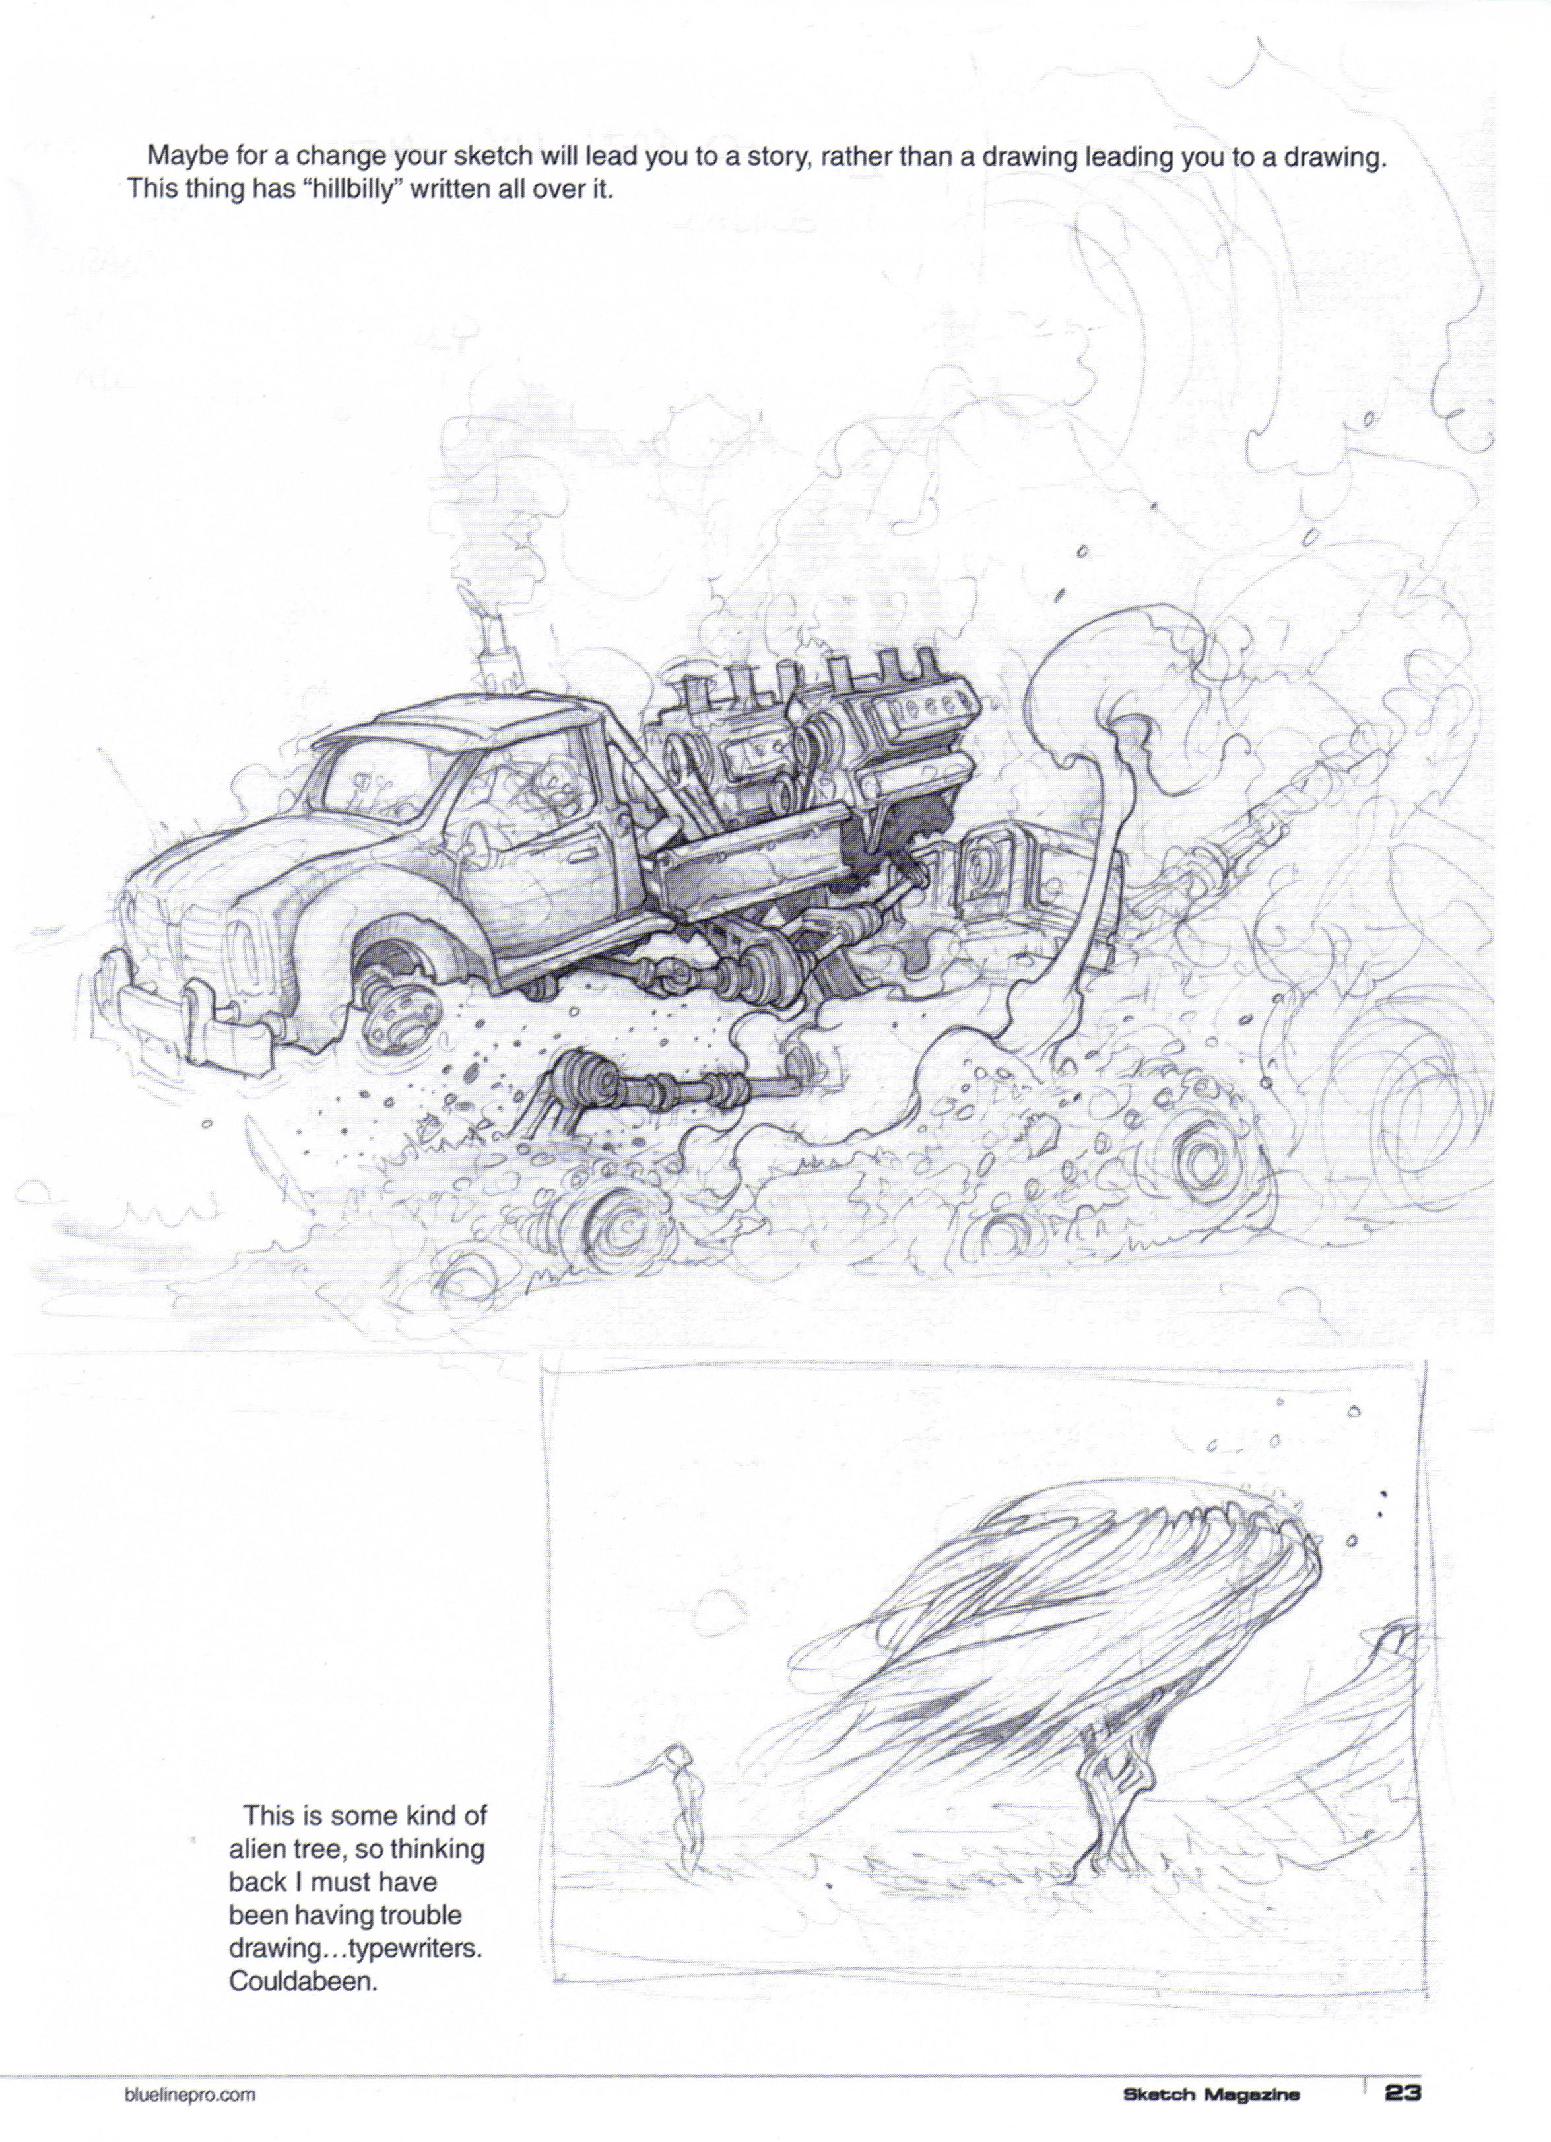 Maybe for a change your sketch will lead you to a story, rather than a drawing leading you to a drawing.
This thing has “hillbilly” written all over it.
This is some kind of
alien tree, so thinking
back I must have
been having trouble
drawing…typewriters.
Couldabeen.
bluelinepro.com
Sketch Magazine
23